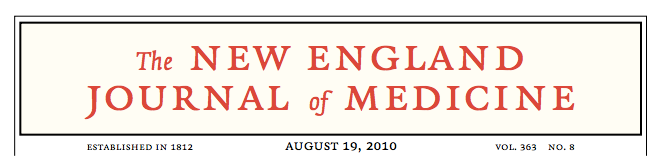 The NEW ENGLAND
JOURNAL of MEDICINE
ESTABLISHED IN 1812 AUGUST 19, 2010 VOL. 363 NO. 8